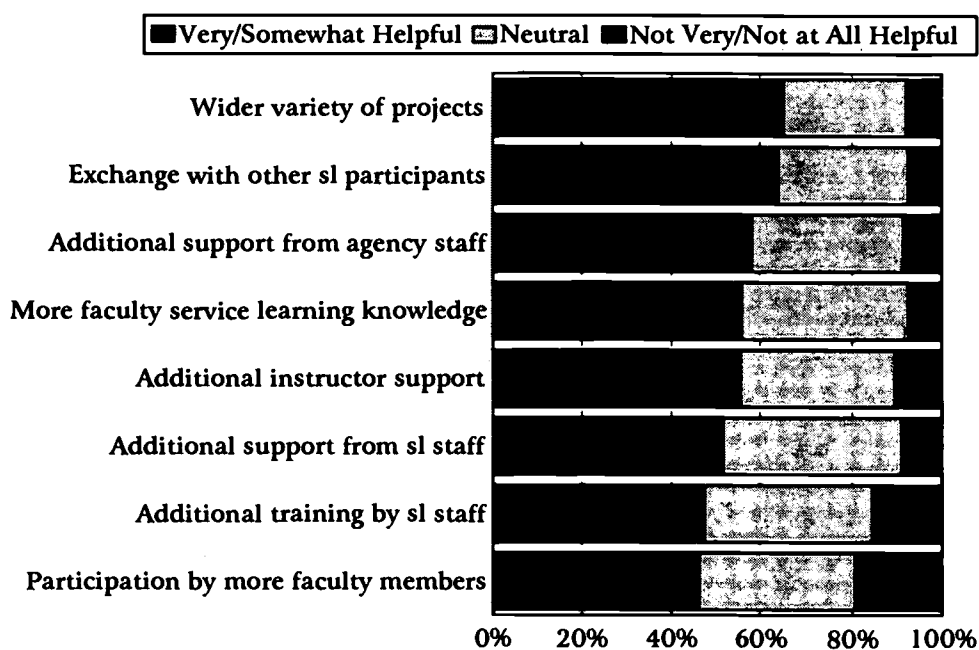 Very/Somewhat Helpful Neutral Not Very/Not at All Helpful
Wider variety of projects
Exchange with other sl participants
Additional support from agency staff
More faculty service learning knowledge
Additional instructor support
Additional support from sl staff
Additional training by sl staff
Participation by more faculty members
0% 20% 40% 60% 80% 100%